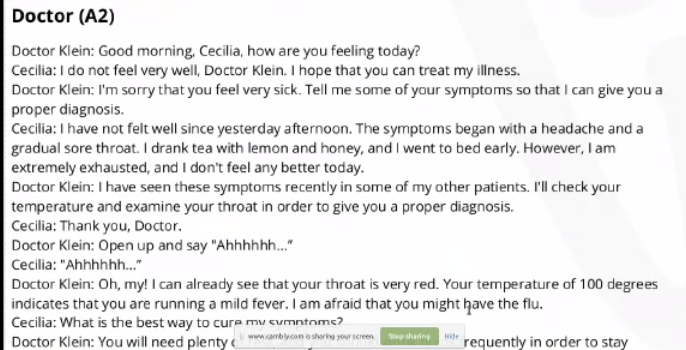 Doctor (A2)
Doctor Klein: Good morning, Cecilia, how are you feeling today?
Cecilia: I do not feel very well, Doctor Klein. I hope that you can treat my illness.
Doctor Klein: I'm sorry that you feel very sick. Tell me some of your symptoms so that I can give you a
proper diagnosis.
Cecilia: I have not felt well since yesterday afternoon. The symptoms began with a headache and a
gradual sore throat. I drank tea with lemon and honey, and I went to bed early. However, I am
extremely exhausted, and I don't feel any better today.
Doctor Klein: I have seen these symptoms recently in some of my other patients. I'll check your
temperature and examine your throat in order to give you a proper diagnosis.
Cecilia: Thank you, Doctor.
Doctor Klein: Open up and say "Ahhhhhh..."
Cecilia: "Ahhhhhh..."
Doctor Klein: Oh, my! I can already see that your throat is very red. Your temperature of 100 degrees
indicates that you are running a mild fever. I am afraid that you might have the flu.
Cecilia: What is the best way to cure my symptoms?
www.cambly.com is sharing your screen. Stop sharing Hide
Doctor Klein: You will need plenty requently in order to stay